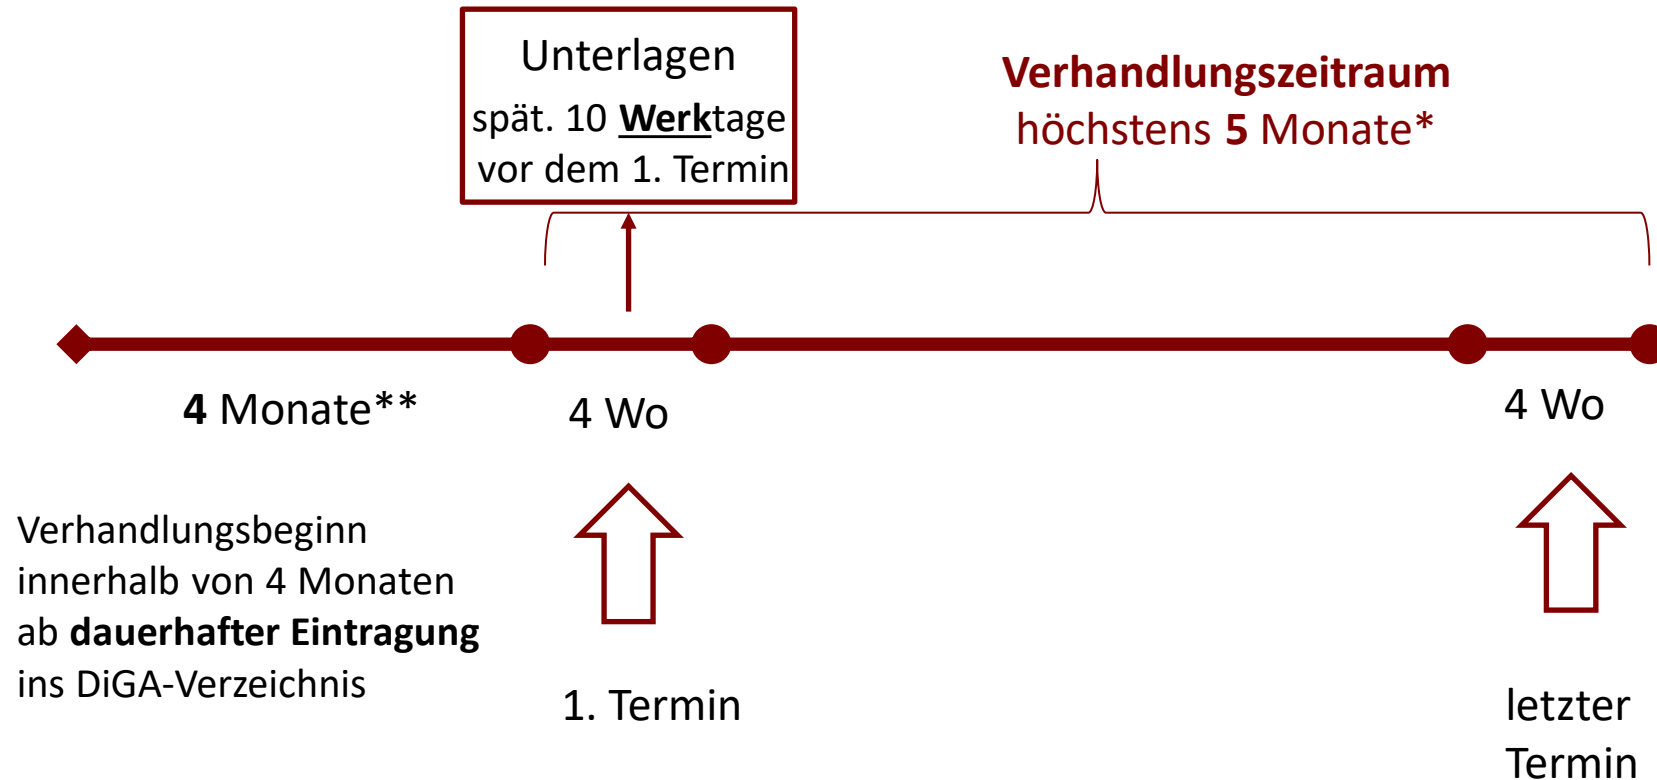 Unterlagen
spät. 10 Werktage
vor dem 1. Termin
Verhandlungszeitraum
höchstens 5 Monate*
4 Monate**
4 Wo
4 Wo
Verhandlungsbeginn
innerhalb von 4 Monaten
ab dauerhafter Eintragung
ins DiGA-Verzeichnis
1. Termin
letzter
Termin